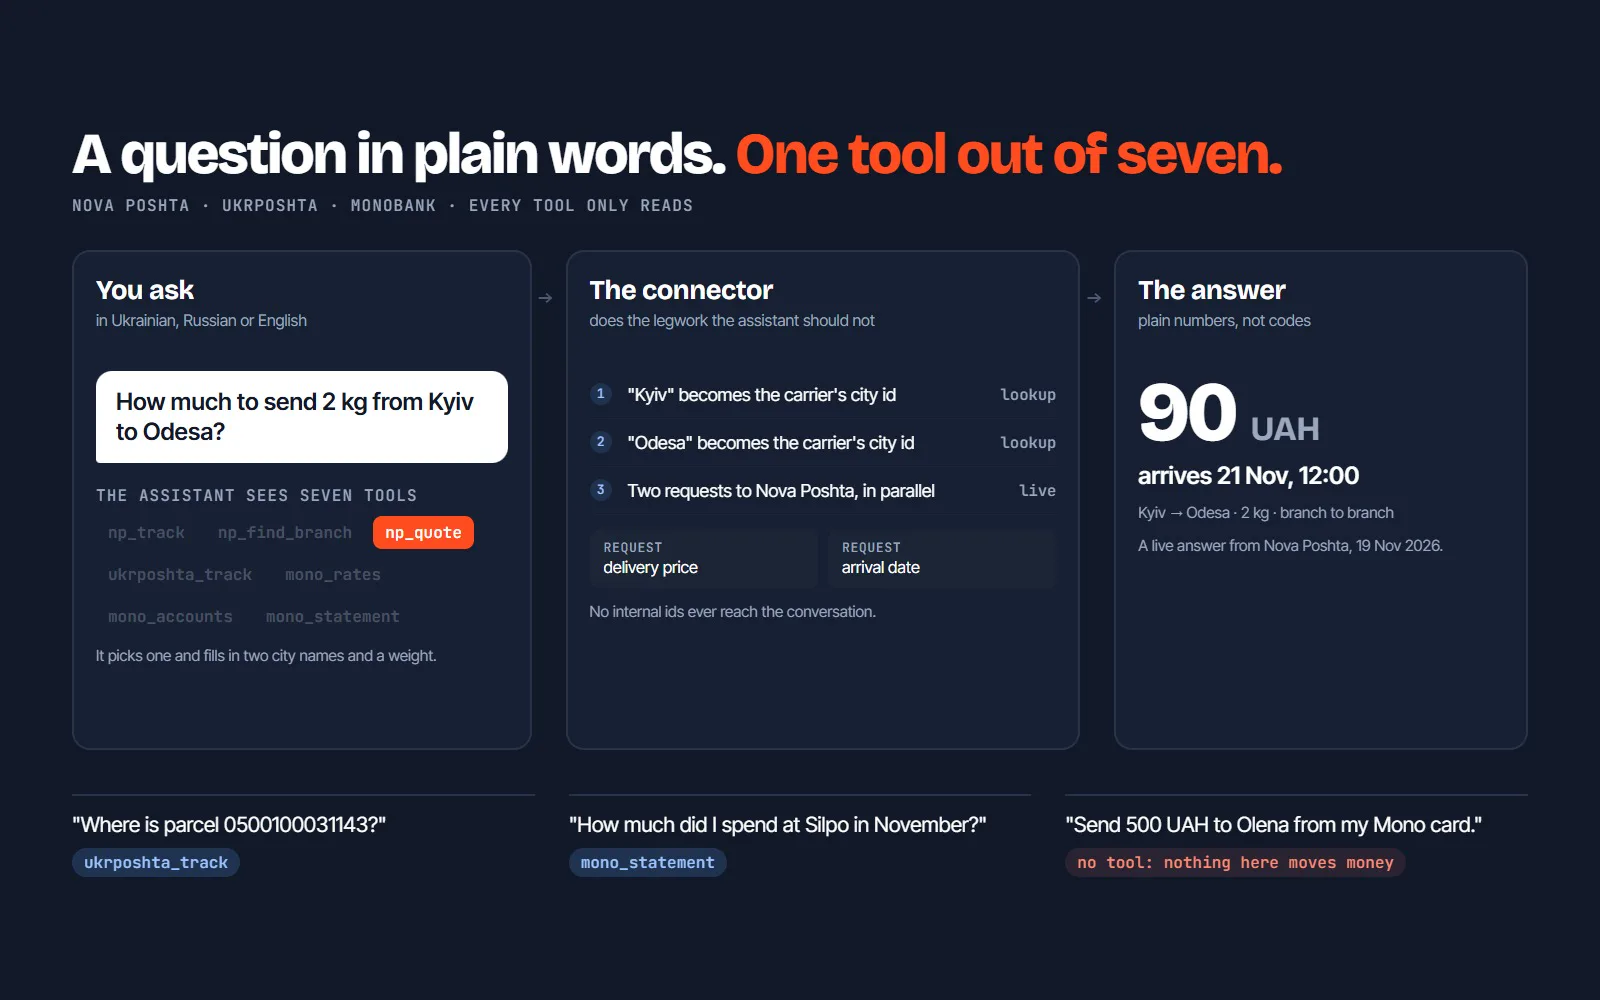 A question in plain words. One tool out of seven.
NOVA POSHTA · UKRPOSHTA · MONOBANK · EVERY TOOL ONLY READS
You ask
in Ukrainian, Russian or English
How much to send 2 kg from Kyiv
to Odesa?
THE ASSISTANT SEES SEVEN TOOLS
np_track np_find_branch np_quote
ukrposhta_track mono_rates
mono_accounts mono_statement
It picks one and fills in two city names and a weight.
→
The connector
does the legwork the assistant should not
1 "Kyiv" becomes the carrier's city id lookup
2 "Odesa" becomes the carrier's city id lookup
3 Two requests to Nova Poshta, in parallel live
REQUEST
delivery price
REQUEST
arrival date
No internal ids ever reach the conversation.
→
The answer
plain numbers, not codes
90 UAH
arrives 21 Nov, 12:00
Kyiv → Odesa · 2 kg · branch to branch
A live answer from Nova Poshta, 19 Nov 2026.
"Where is parcel 0500100031143?"
ukrposhta_track
"How much did I spend at Silpo in November?"
mono_statement
"Send 500 UAH to Olena from my Mono card."
no tool: nothing here moves money